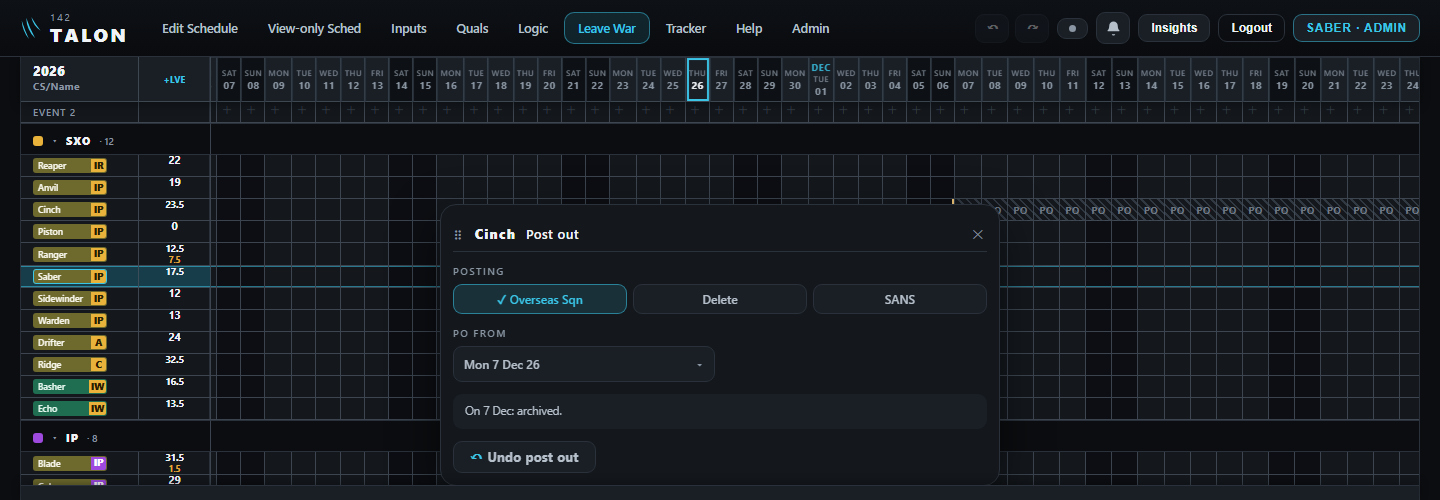 142
TALON
Edit Schedule
View-only Sched
Inputs
Quals
Logic
Leave War
Tracker
Help
Admin
Insights
Logout
SABER · ADMIN
2026
CS/Name
+LVE
SAT 07
SUN 08
MON 09
TUE 10
WED 11
THU 12
FRI 13
SAT 14
SUN 15
MON 16
TUE 17
WED 18
THU 19
FRI 20
SAT 21
SUN 22
MON 23
TUE 24
WED 25
THU 26
FRI 27
SAT 28
SUN 29
MON 30
DEC TUE 01
WED 02
THU 03
FRI 04
SAT 05
SUN 06
MON 07
TUE 08
WED 09
THU 10
FRI 11
SAT 12
SUN 13
MON 14
TUE 15
WED 16
THU 17
FRI 18
SAT 19
SUN 20
MON 21
TUE 22
WED 23
THU 24
EVENT 2
SXO · 12
Reaper IR 22
Anvil IP 19
Cinch IP 23.5
PO PO PO PO PO PO PO PO PO PO PO PO PO PO PO PO PO
Piston IP 0
Ranger IP 12.5
7.5
Saber IP 17.5
Sidewinder IP 12
Warden IP 13
Drifter A 24
Ridge C 32.5
Basher IW 16.5
Echo IW 13.5
IP · 8
Blade IP 31.5
1.5
29
Cinch Post out
POSTING
✓ Overseas Sqn
Delete
SANS
PO FROM
Mon 7 Dec 26
On 7 Dec: archived.
Undo post out